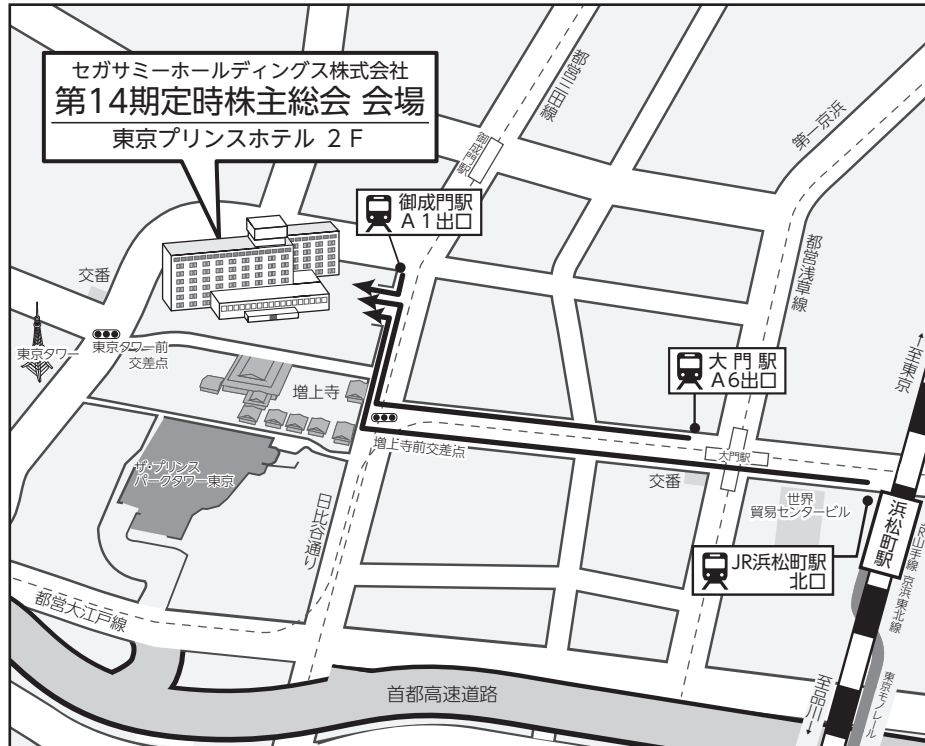 セガサミーホールディングス株式会社
第14期定時株主総会 会場
東京プリンスホテル 2F
都営三田線
御成門駅
第一京浜
御成門駅
A1出口
都営浅草線
交番
東京タワー
東京タワー前
交差点
←至東京
大門駅
A6出口
増上寺
増上寺前交差点
大門駅
交番
ザ・プリンス
パークタワー東京
世界
貿易センタービル
浜松町駅
日比谷通り
JR浜松町駅
北口
JR山手線 京浜東北線
都営大江戸線
首都高速道路
至品川→
東京モノレール